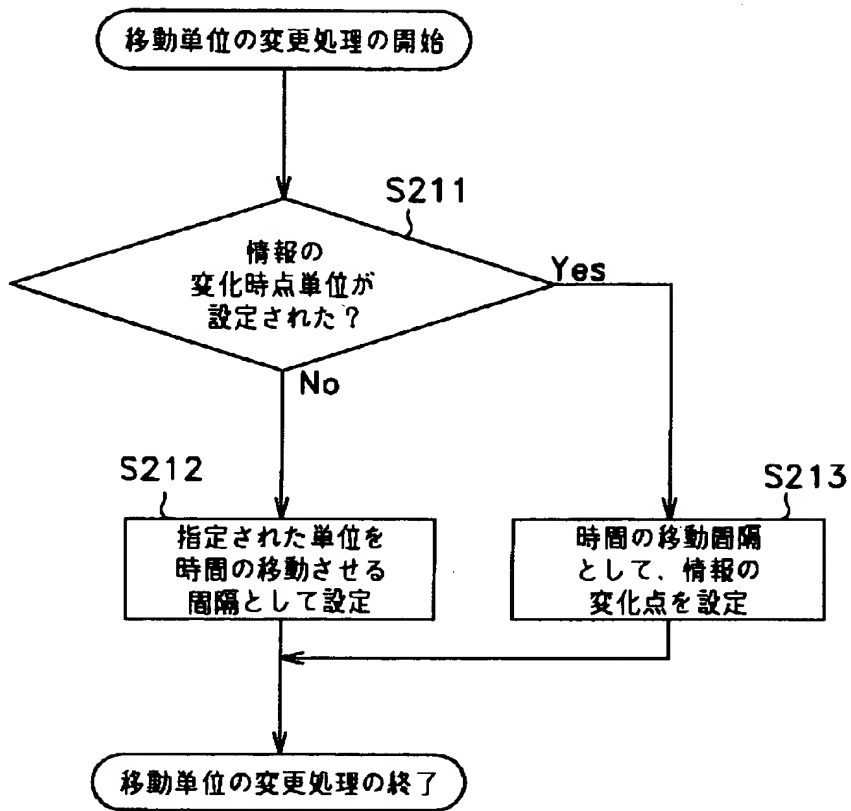 移動単位の変更処理の開始
S211
情報の
変化時点単位が
設定された?
Yes
No
S212
指定された単位を
時間の移動させる
間隔として設定
S213
時間の移動間隔
として、情報の
変化点を設定
移動単位の変更処理の終了